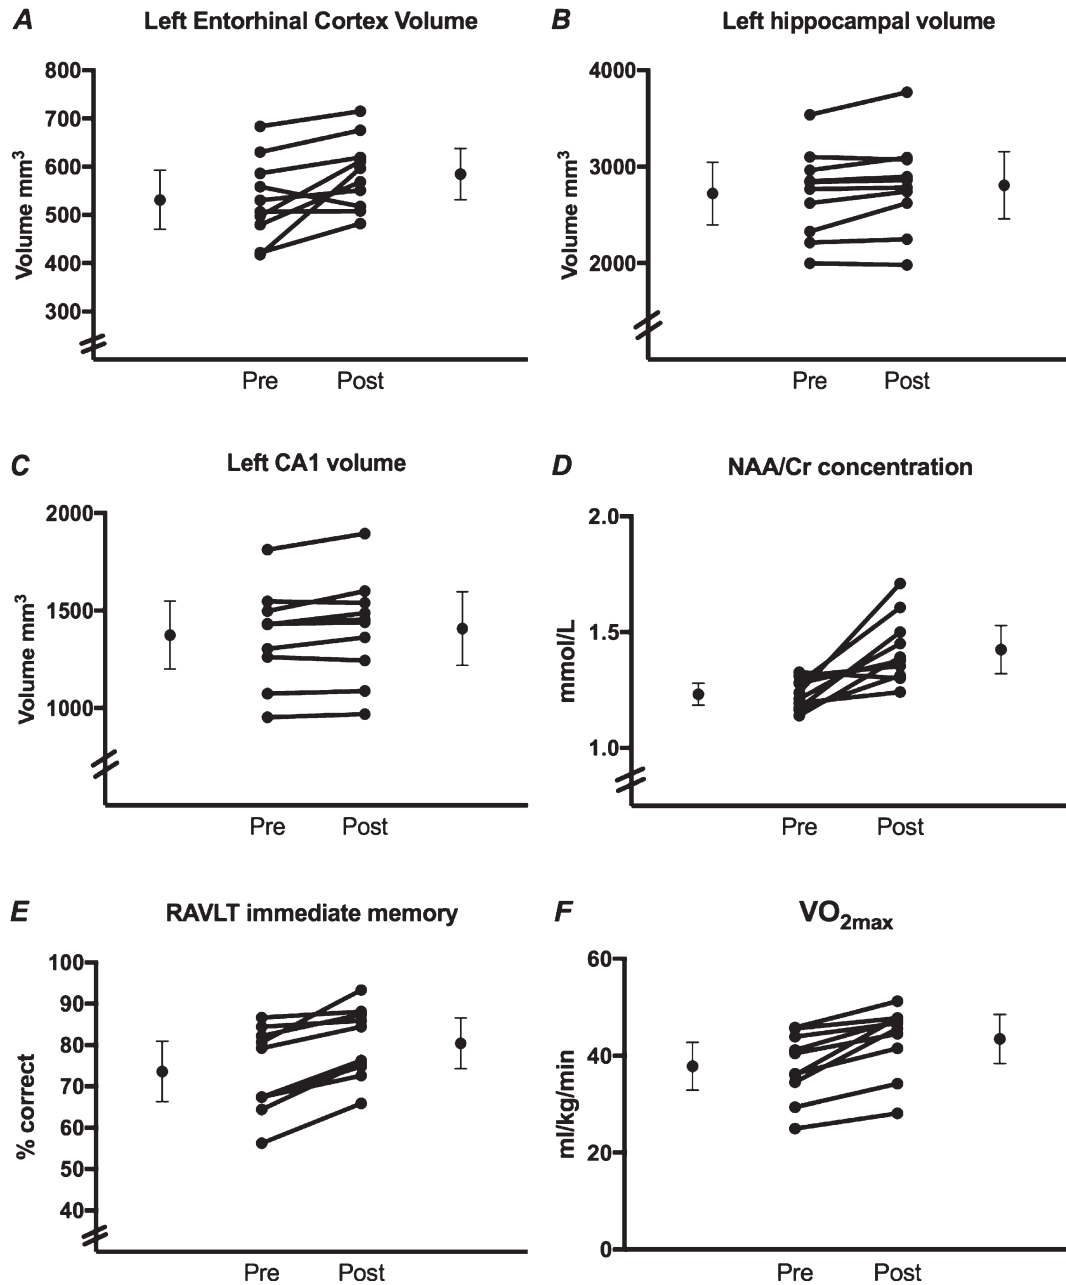 A Left Entorhinal Cortex Volume
800
700
600
500
400
300
Volume mm³
Pre Post
B Left hippocampal volume
4000
3000
2000
Volume mm³
Pre Post
C Left CA1 volume
2000
1500
1000
Volume mm³
Pre Post
D NAA/Cr concentration
2.0
1.5
1.0
mmol/L
Pre Post
E RAVLT immediate memory
100
90
80
70
60
50
40
% correct
Pre Post
F VO₂max
60
40
20
0
ml/kg/min
Pre Post